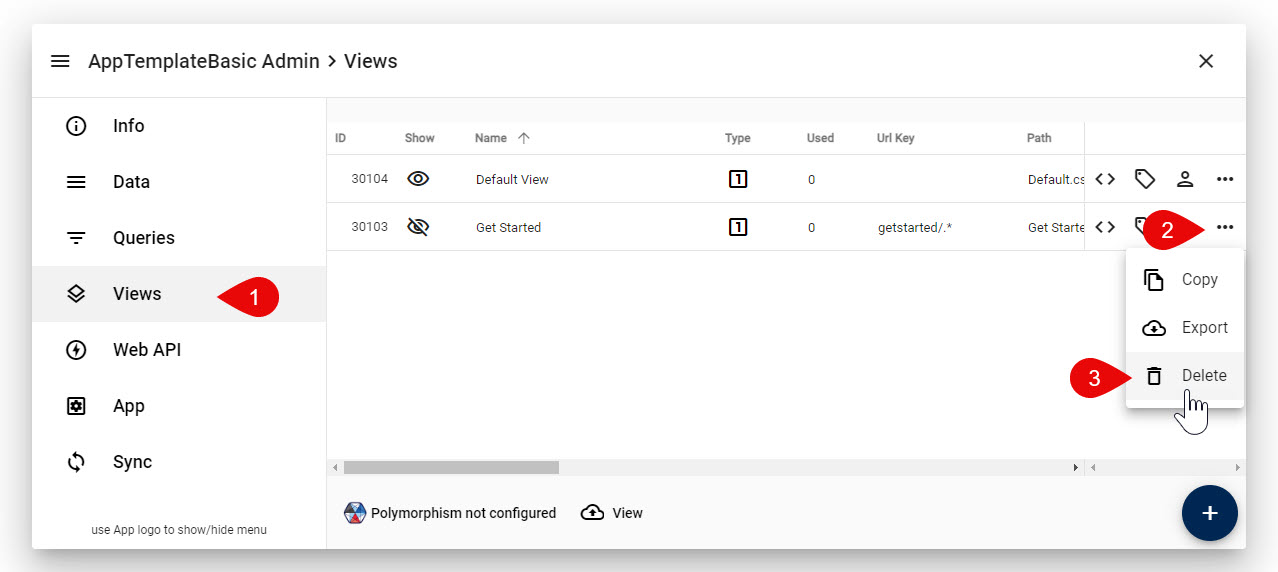 AppTemplateBasic Admin > Views
Info
Data
Queries
Views
1
Web API
App
Sync
use App logo to show/hide menu
ID Show Name Type Used Url Key Path
30104 Default View 1 0 Default.cs
30103 Get Started 1 0 getstarted/.* Get Starte
2
Copy
Export
3
Delete
Polymorphism not configured View
+